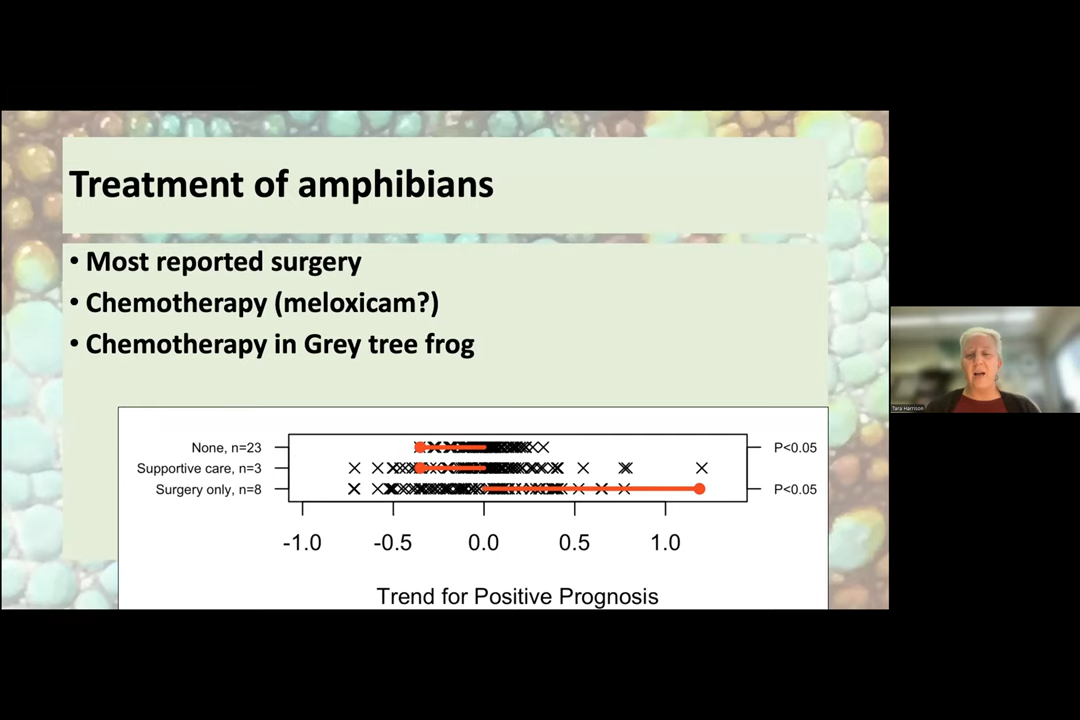 Treatment of amphibians
• Most reported surgery
• Chemotherapy (meloxicam?)
• Chemotherapy in Grey tree frog
None, n=23 P<0.05
Supportive care, n=3
Surgery only, n=8 P<0.05
-1.0 -0.5 0.0 0.5 1.0
Trend for Positive Prognosis
Tara Harrison